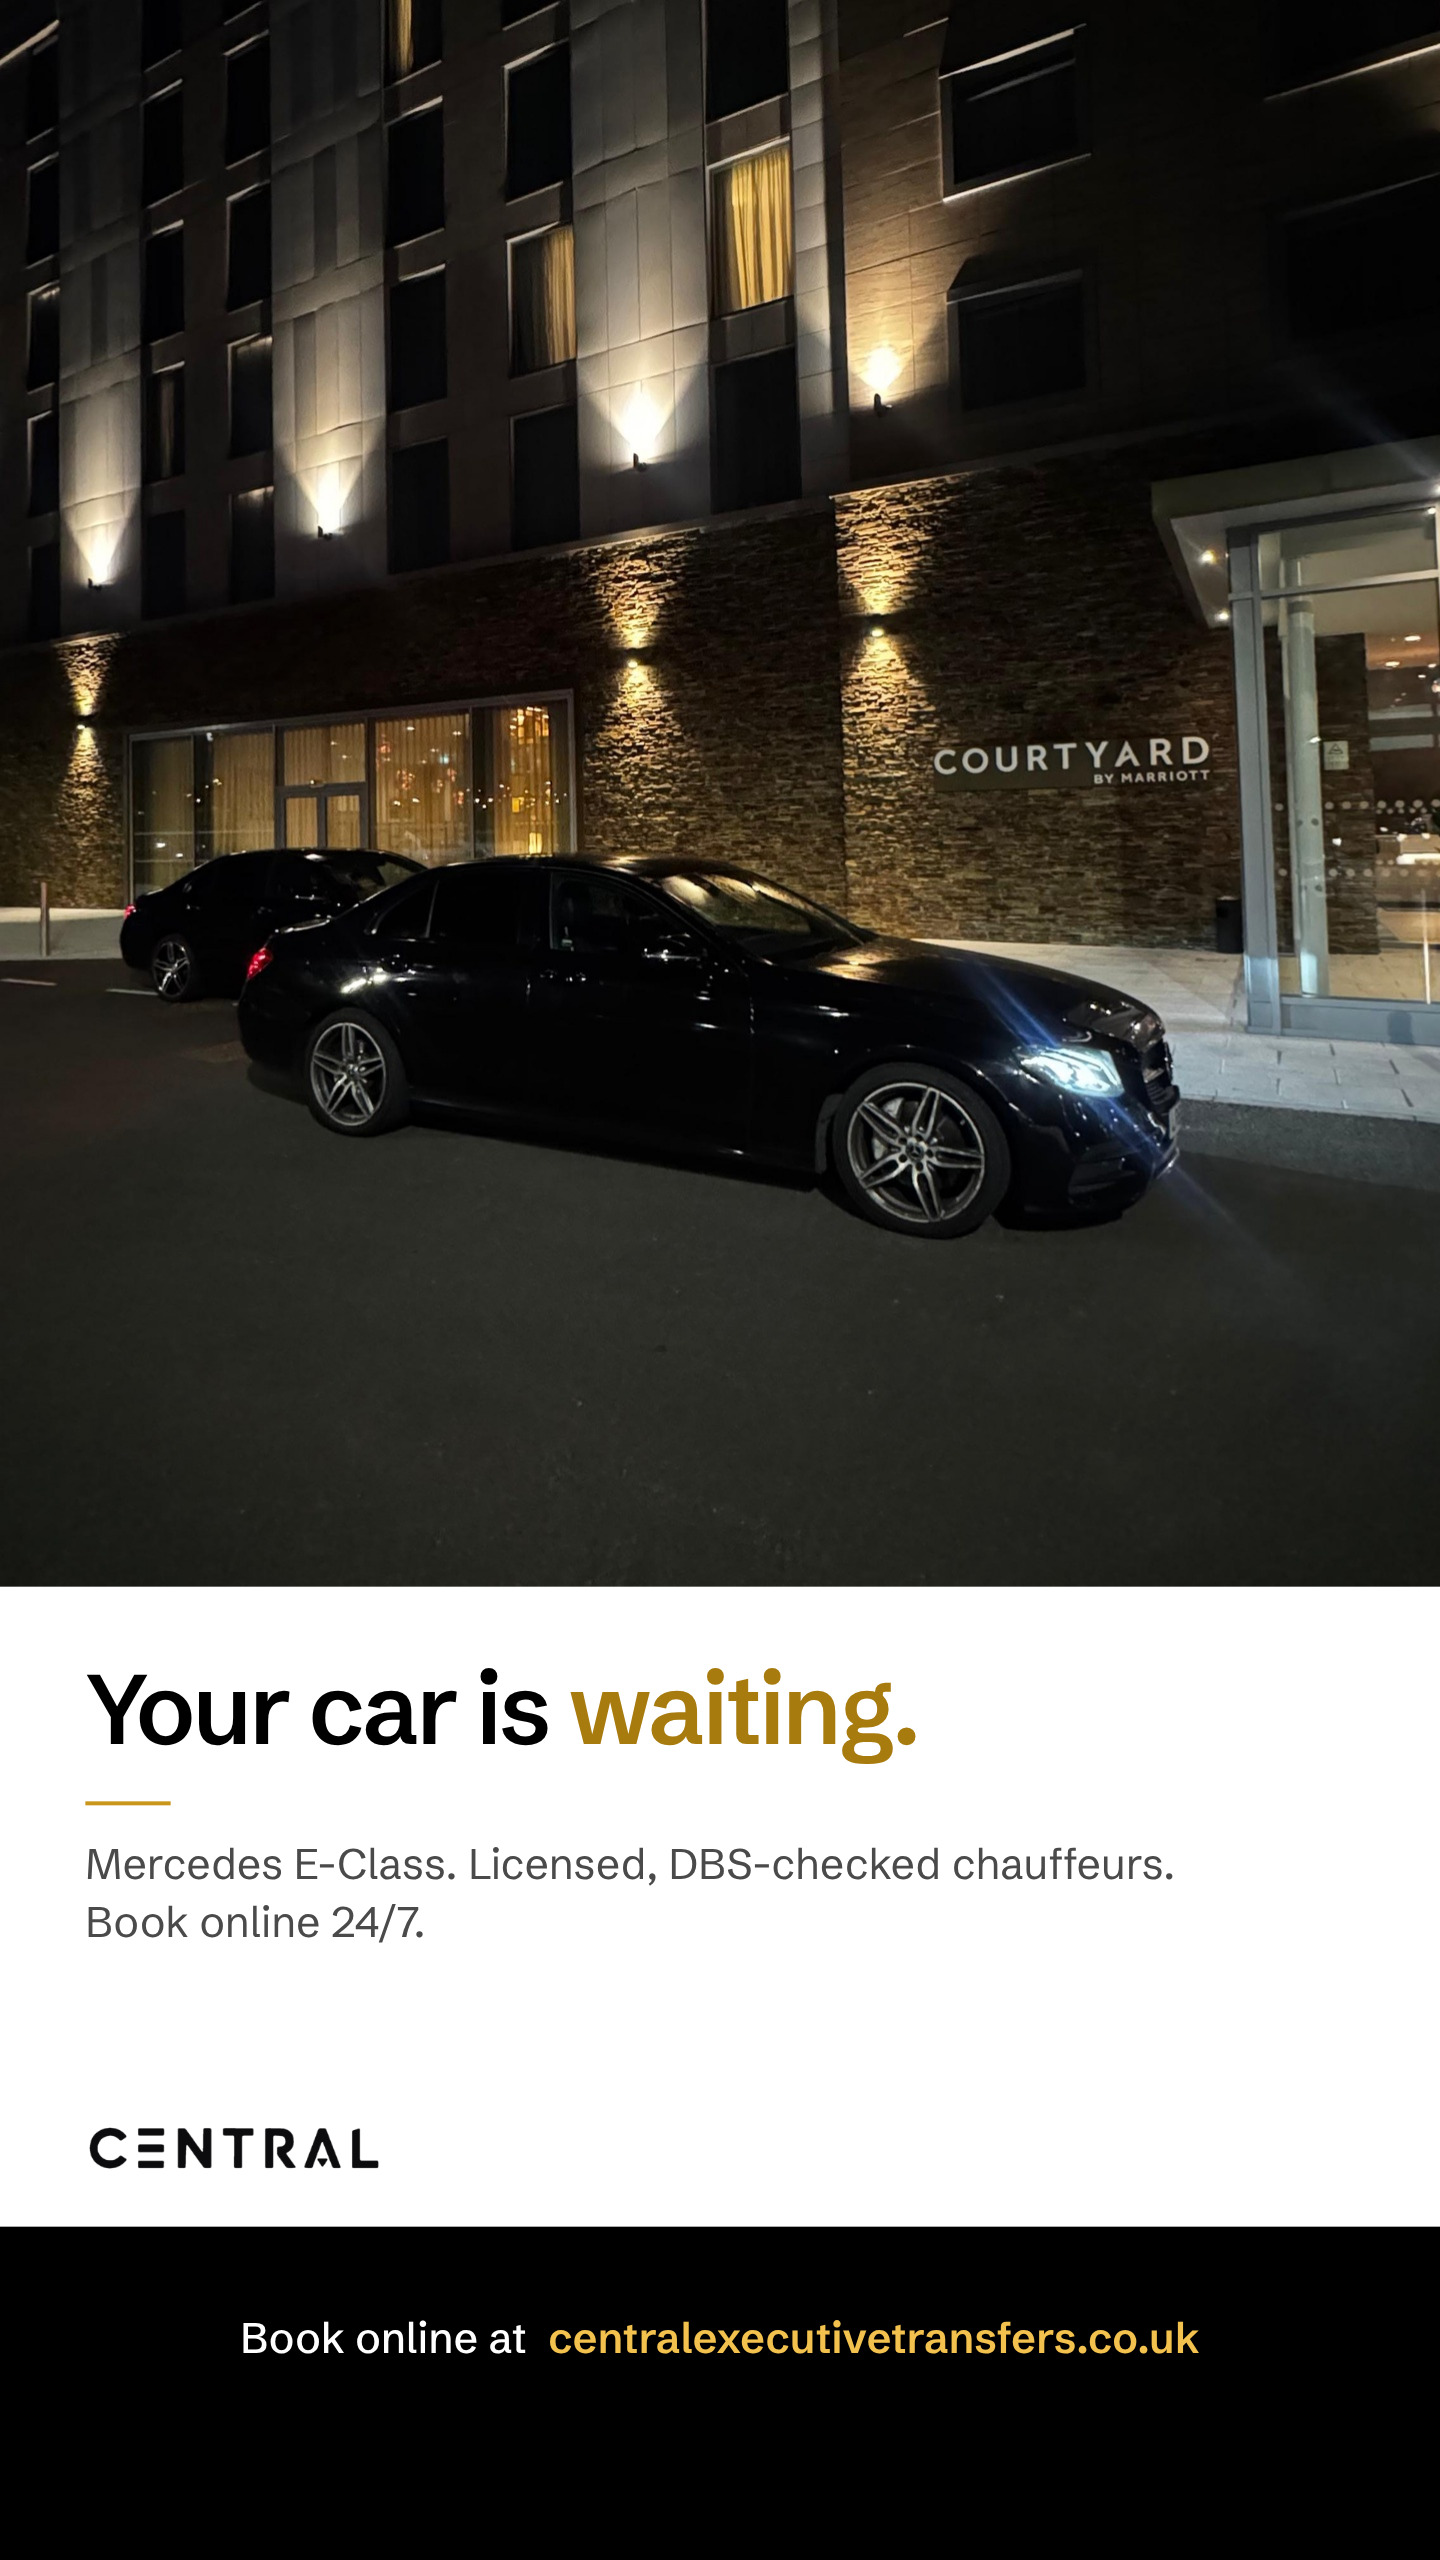 COURTYARD
BY MARRIOTT
Your car is waiting.
Mercedes E-Class. Licensed, DBS-checked chauffeurs.
Book online 24/7.
CENTRAL
Book online at centralexecutivetransfers.co.uk